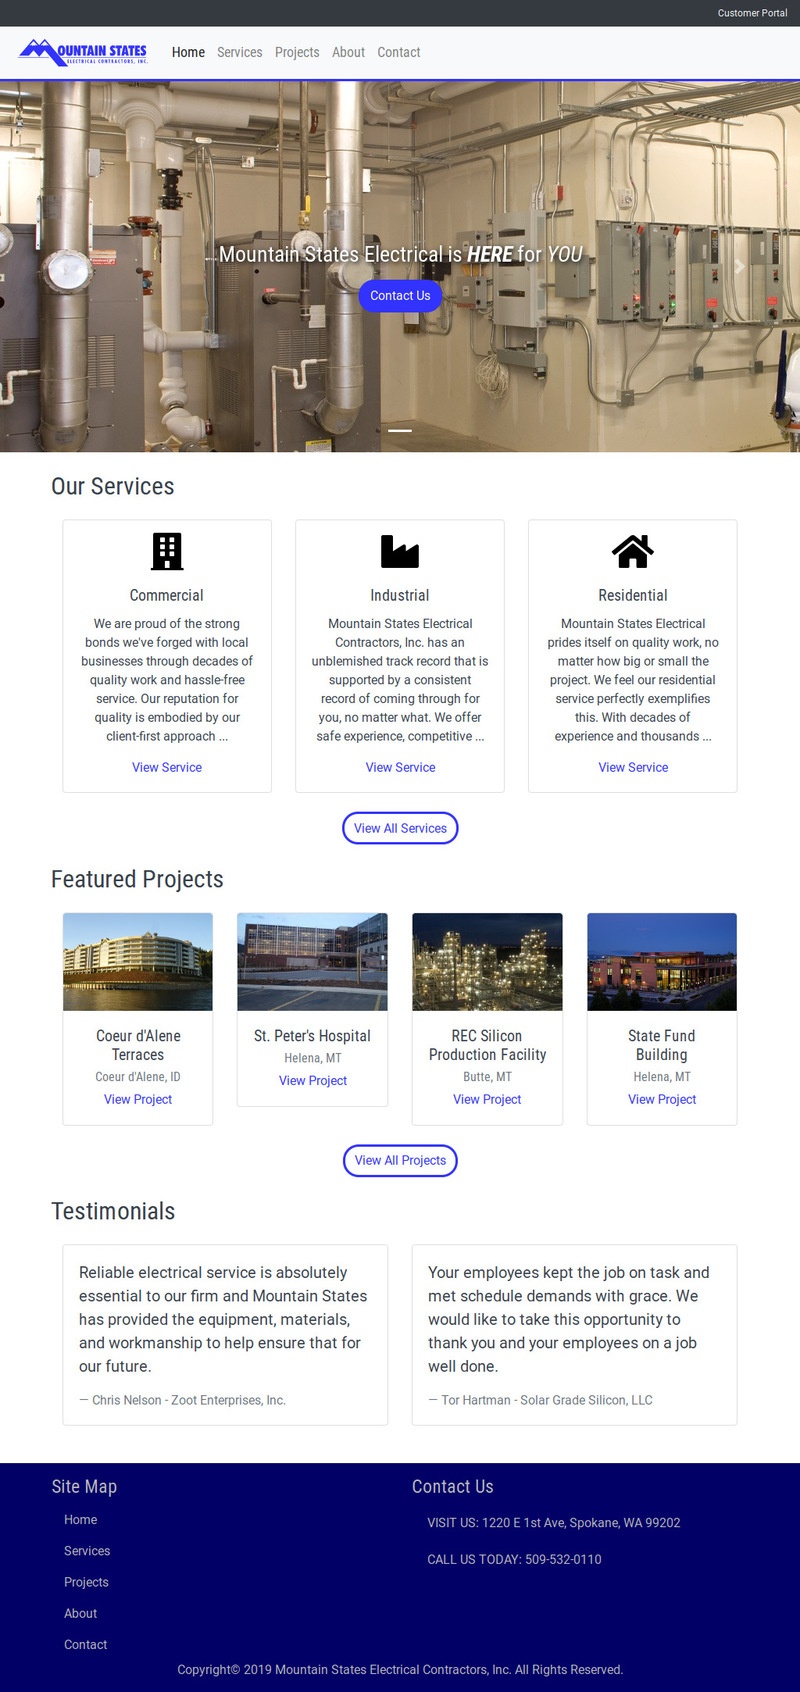 Customer Portal
MOUNTAIN STATES
ELECTRICAL CONTRACTORS, INC.
Home Services Projects About Contact
Mountain States Electrical is HERE for YOU
Contact Us
Our Services
Commercial
We are proud of the strong
bonds we've forged with local
businesses through decades of
quality work and hassle-free
service. Our reputation for
quality is embodied by our
client-first approach ...
View Service
Industrial
Mountain States Electrical
Contractors, Inc. has an
unblemished track record that is
supported by a consistent
record of coming through for
you, no matter what. We offer
safe experience, competitive ...
View Service
Residential
Mountain States Electrical
prides itself on quality work, no
matter how big or small the
project. We feel our residential
service perfectly exemplifies
this. With decades of
experience and thousands ...
View Service
View All Services
Featured Projects
Coeur d'Alene
Terraces
Coeur d'Alene, ID
View Project
St. Peter's Hospital
Helena, MT
View Project
REC Silicon
Production Facility
Butte, MT
View Project
State Fund
Building
Helena, MT
View Project
View All Projects
Testimonials
Reliable electrical service is absolutely
essential to our firm and Mountain States
has provided the equipment, materials,
and workmanship to help ensure that for
our future.
— Chris Nelson - Zoot Enterprises, Inc.
Your employees kept the job on task and
met schedule demands with grace. We
would like to take this opportunity to
thank you and your employees on a job
well done.
— Tor Hartman - Solar Grade Silicon, LLC
Site Map
Home
Services
Projects
About
Contact
Contact Us
VISIT US: 1220 E 1st Ave, Spokane, WA 99202
CALL US TODAY: 509-532-0110
Copyright© 2019 Mountain States Electrical Contractors, Inc. All Rights Reserved.